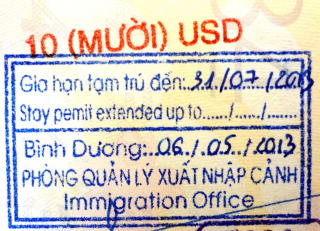 10 (MƯỜI) USD
Gia hạn tạm trú đến: 31/07/2013
Stay pemit extended up to....../....../.......
Bình Dương: 06/05/2013
PHÒNG QUẢN LÝ XUẤT NHẬP CẢNH
Immigration Office